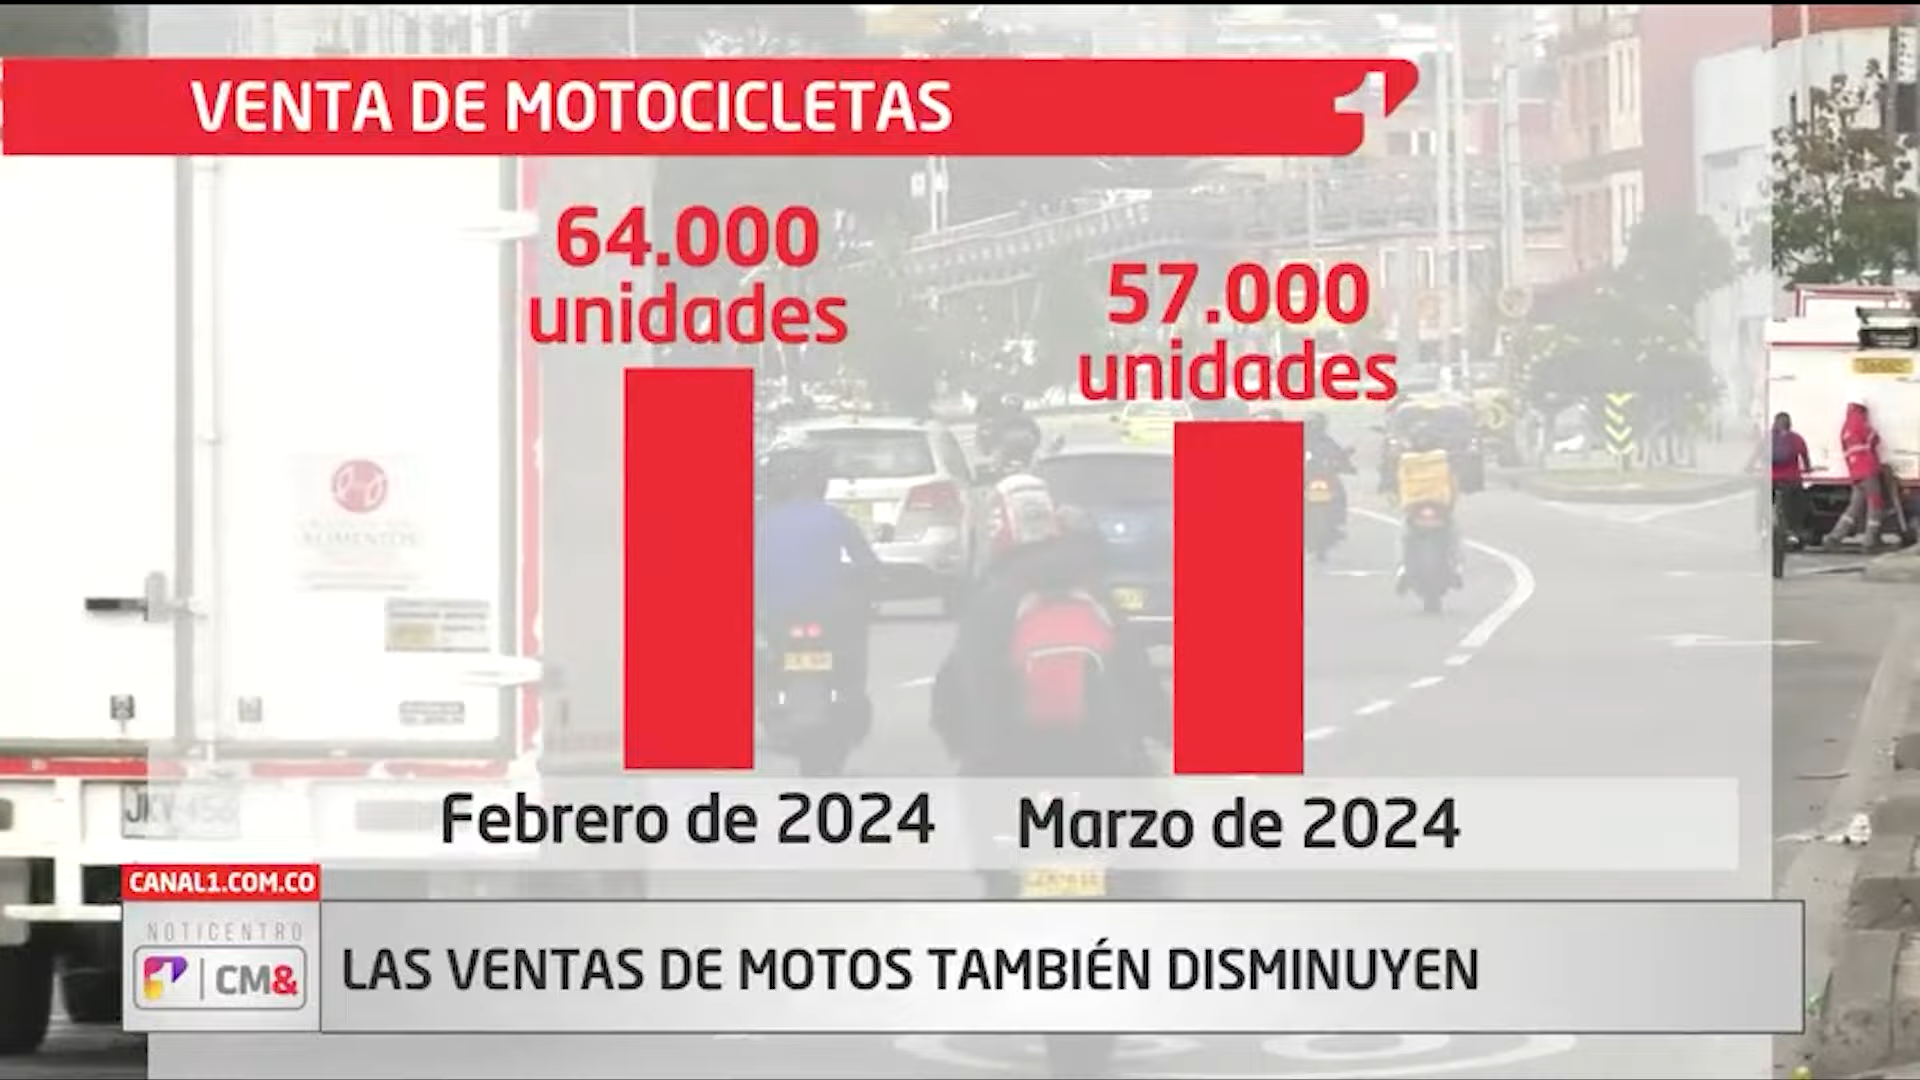 VENTA DE MOTOCICLETAS
64.000
unidades
57.000
unidades
Febrero de 2024
Marzo de 2024
CANAL1.COM.CO
NOTICENTRO
1 | CM&
LAS VENTAS DE MOTOS TAMBIÉN DISMINUYEN